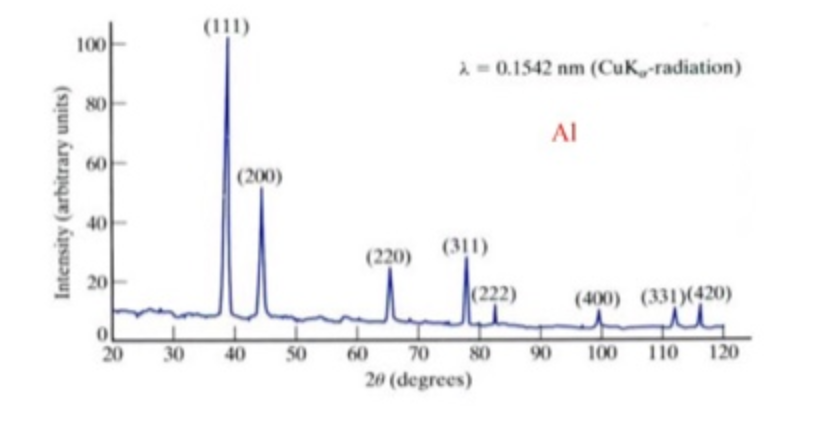 (111)
100
λ = 0.1542 nm (CuKα-radiation)
80
Al
60
(200)
40
(220)
(311)
20
(222)
(400)
(331)(420)
0
20 30 40 50 60 70 80 90 100 110 120
2θ (degrees)
Intensity (arbitrary units)